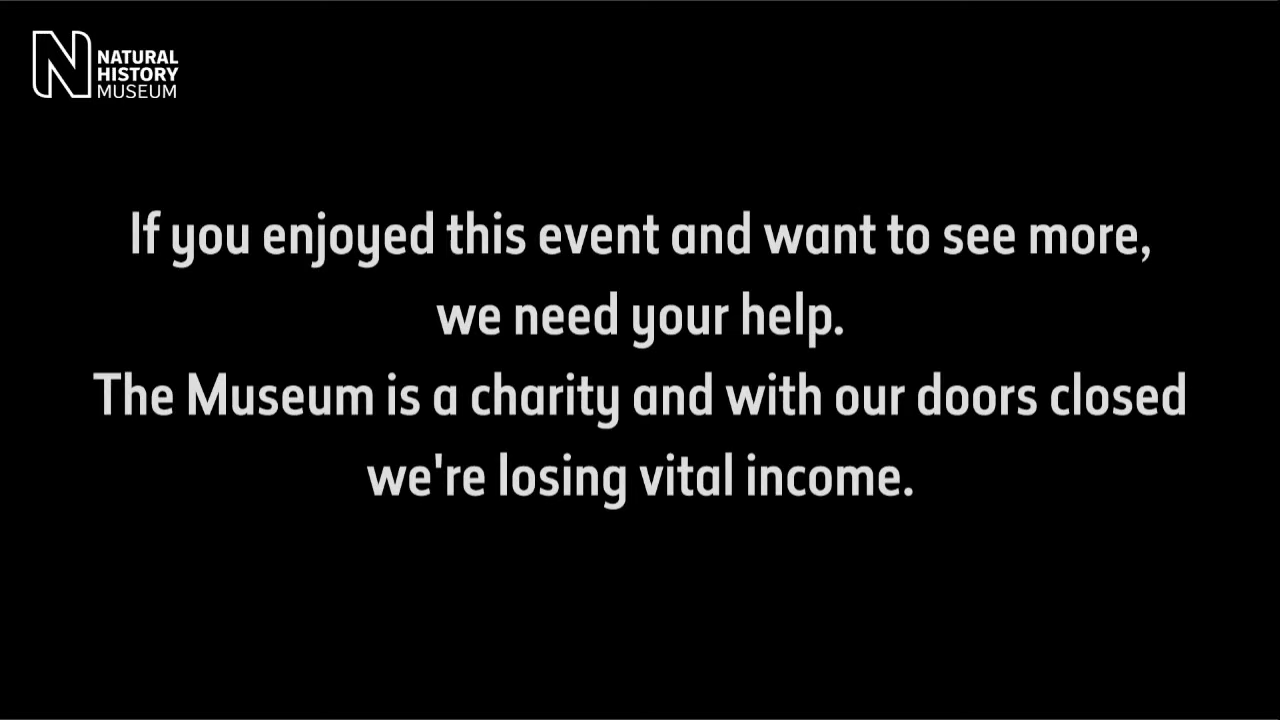 NATURAL
HISTORY
MUSEUM
If you enjoyed this event and want to see more,
we need your help.
The Museum is a charity and with our doors closed
we're losing vital income.